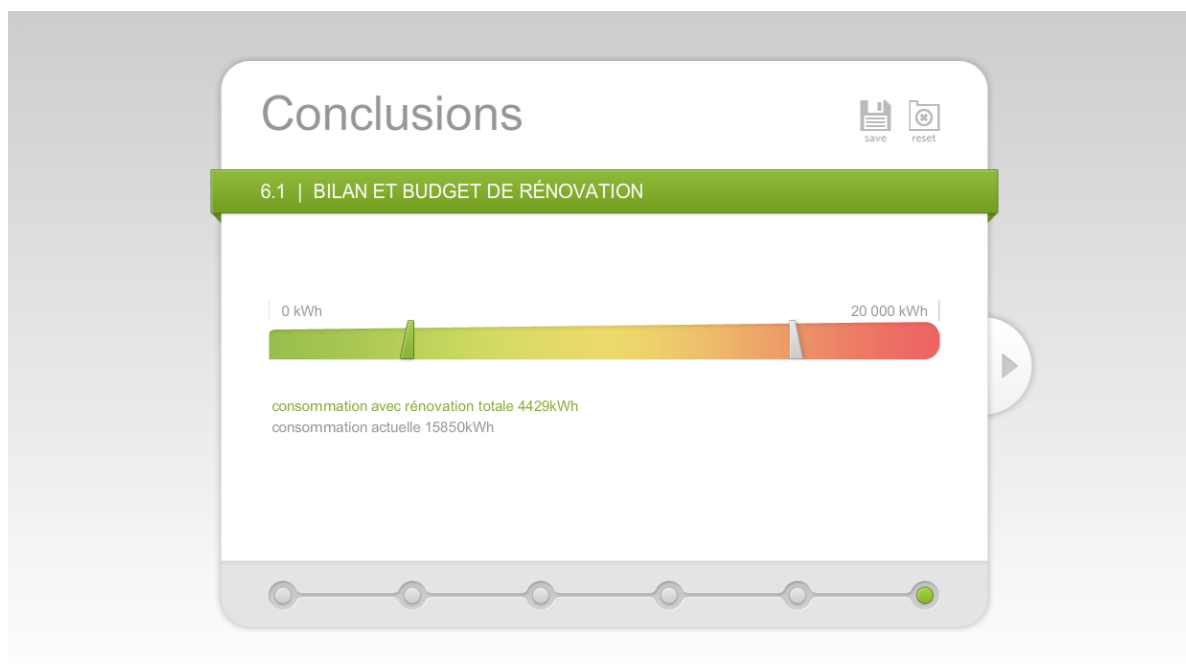 Conclusions
save reset
6.1 | BILAN ET BUDGET DE RÉNOVATION
0 kWh 20 000 kWh
consommation avec rénovation totale 4429kWh
consommation actuelle 15850kWh